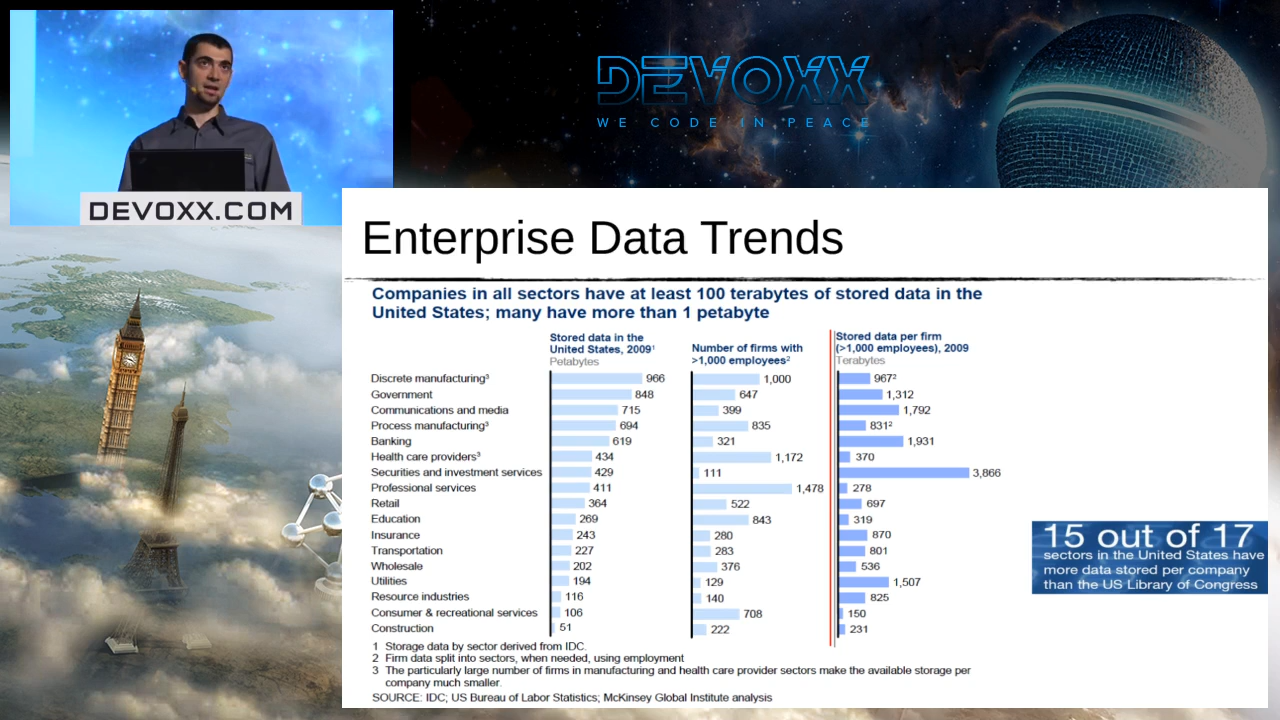 DEVOXX
WE CODE IN PEACE
DEVOXX.COM
Enterprise Data Trends
Companies in all sectors have at least 100 terabytes of stored data in the
United States; many have more than 1 petabyte
Stored data in the
United States, 2009¹
Petabytes
Number of firms with
>1,000 employees²
Stored data per firm
(>1,000 employees), 2009
Terabytes
Discrete manufacturing³ 966 1,000 967²
Government 848 647 1,312
Communications and media 715 399 1,792
Process manufacturing³ 694 835 831²
Banking 619 321 1,931
Health care providers³ 434 1,172 370
Securities and investment services 429 111 3,866
Professional services 411 1,478 278
Retail 364 522 697
Education 269 843 319
Insurance 243 280 870
Transportation 227 283 801
Wholesale 202 376 536
Utilities 194 129 1,507
Resource industries 116 140 825
Consumer & recreational services 106 708 150
Construction 51 222 231
15 out of 17
sectors in the United States have
more data stored per company
than the US Library of Congress
1 Storage data by sector derived from IDC.
2 Firm data split into sectors, when needed, using employment
3 The particularly large number of firms in manufacturing and health care provider sectors make the available storage per
company much smaller.
SOURCE: IDC; US Bureau of Labor Statistics; McKinsey Global Institute analysis